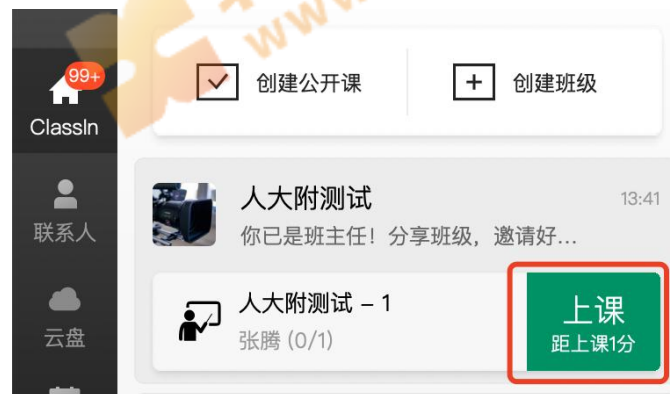 www.
99+
ClassIn
创建公开课
创建班级
联系人
人大附测试
13:41
你已是班主任！分享班级，邀请好…
云盘
人大附测试 – 1
张腾 (0/1)
上课
距上课1分